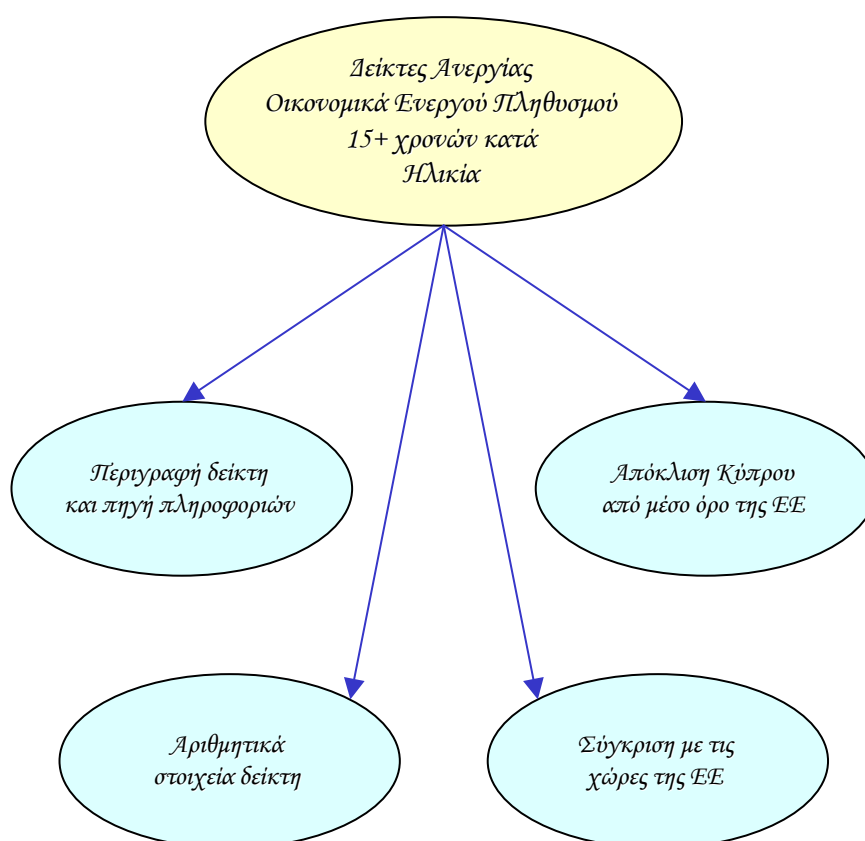 Δείκτες Ανεργίας
Οικονομικά Ενεργού Πληθυσμού
15+ χρονών κατά
Ηλικία
Περιγραφή δείκτη
και πηγή πληροφοριών
Απόκλιση Κύπρου
από μέσο όρο της ΕΕ
Αριθμητικά
στοιχεία δείκτη
Σύγκριση με τις
χώρες της ΕΕ